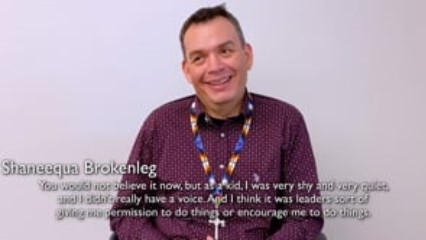 Shaneequa Brokenleg
You would not believe it now, but as a kid, I was very shy and very quiet,
and I didn't really have a voice. And I think it was leaders sort of
giving me permission to do things or encourage me to do things.